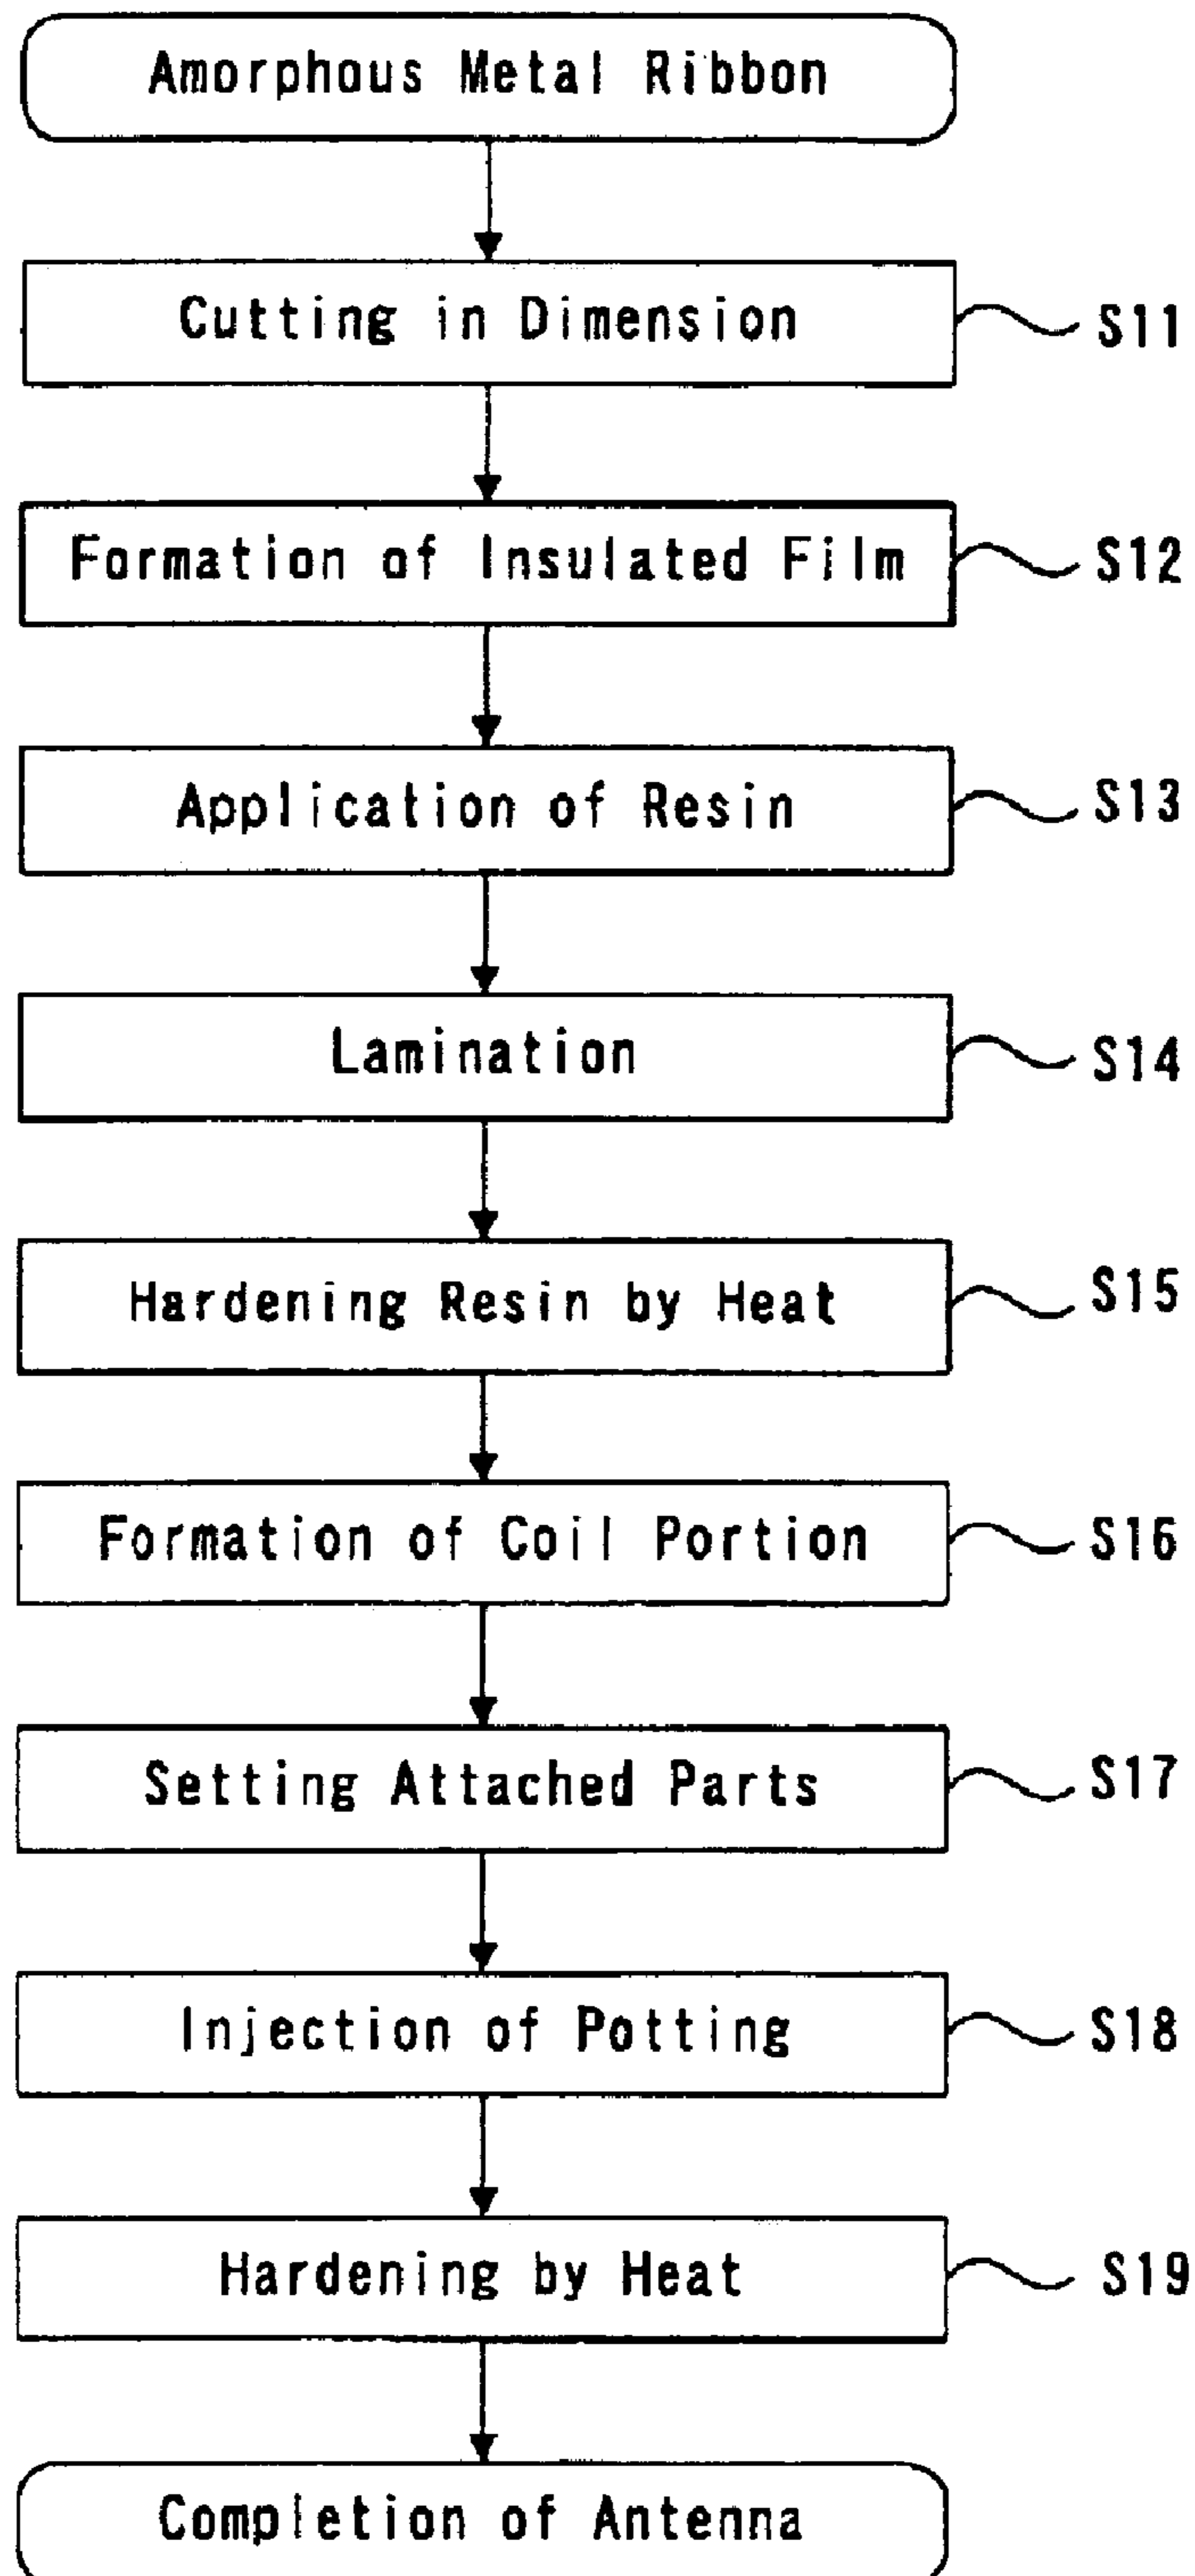 Amorphous Metal Ribbon
Cutting in Dimension S11
Formation of Insulated Film S12
Application of Resin S13
Lamination S14
Hardening Resin by Heat S15
Formation of Coil Portion S16
Setting Attached Parts S17
Injection of Potting S18
Hardening by Heat S19
Completion of Antenna